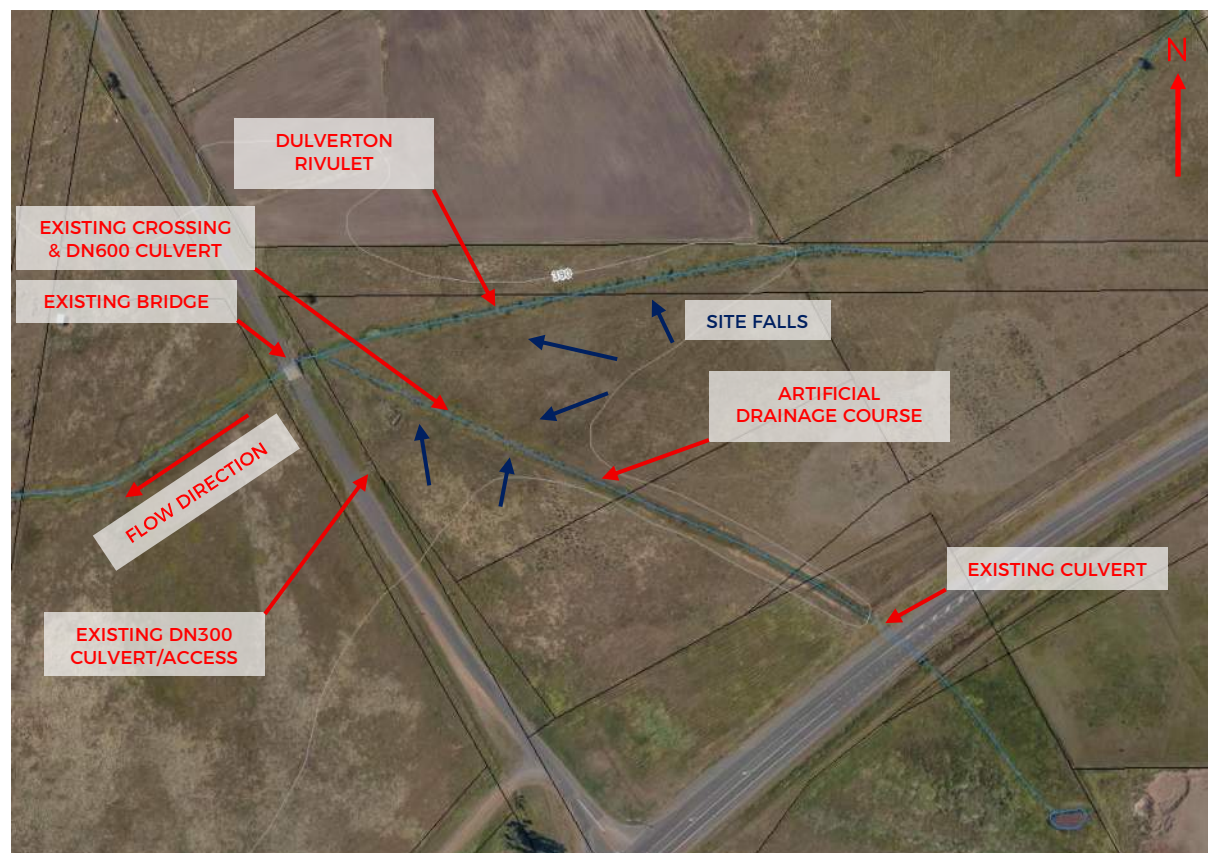 N
DULVERTON
RIVULET
EXISTING CROSSING
& DN600 CULVERT
EXISTING BRIDGE
390
SITE FALLS
ARTIFICIAL
DRAINAGE COURSE
FLOW DIRECTION
EXISTING CULVERT
EXISTING DN300
CULVERT/ACCESS